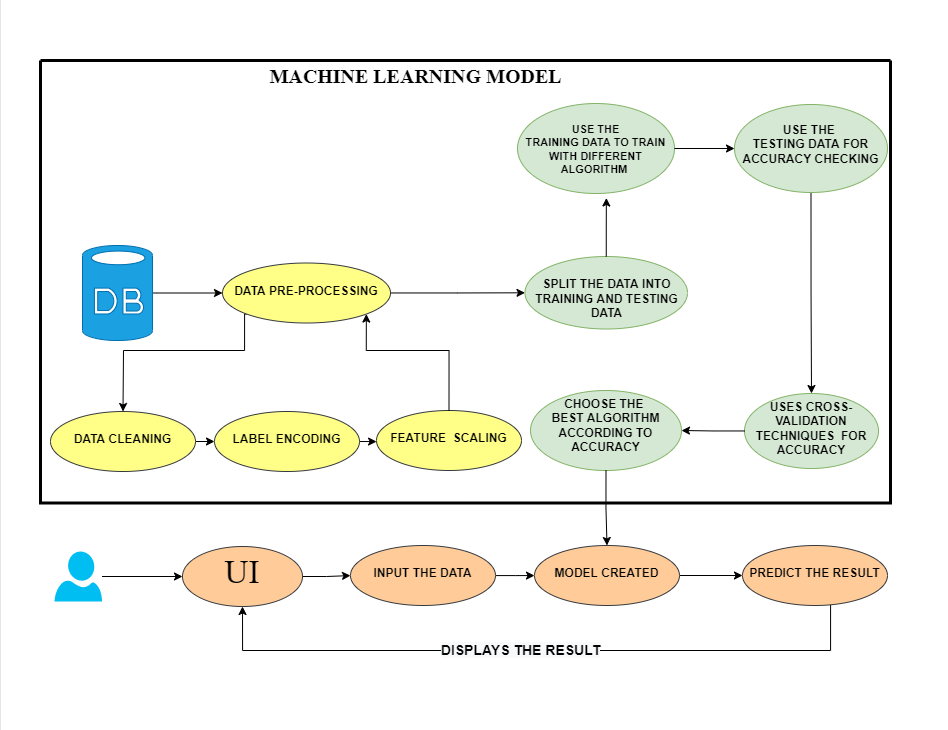 MACHINE LEARNING MODEL
USE THE
TRAINING DATA TO TRAIN
WITH DIFFERENT
ALGORITHM
USE THE
TESTING DATA FOR
ACCURACY CHECKING
DB
DATA PRE-PROCESSING
SPLIT THE DATA INTO
TRAINING AND TESTING
DATA
DATA CLEANING
LABEL ENCODING
FEATURE SCALING
CHOOSE THE
BEST ALGORITHM
ACCORDING TO
ACCURACY
USES CROSS-
VALIDATION
TECHNIQUES FOR
ACCURACY
UI
INPUT THE DATA
MODEL CREATED
PREDICT THE RESULT
DISPLAYS THE RESULT